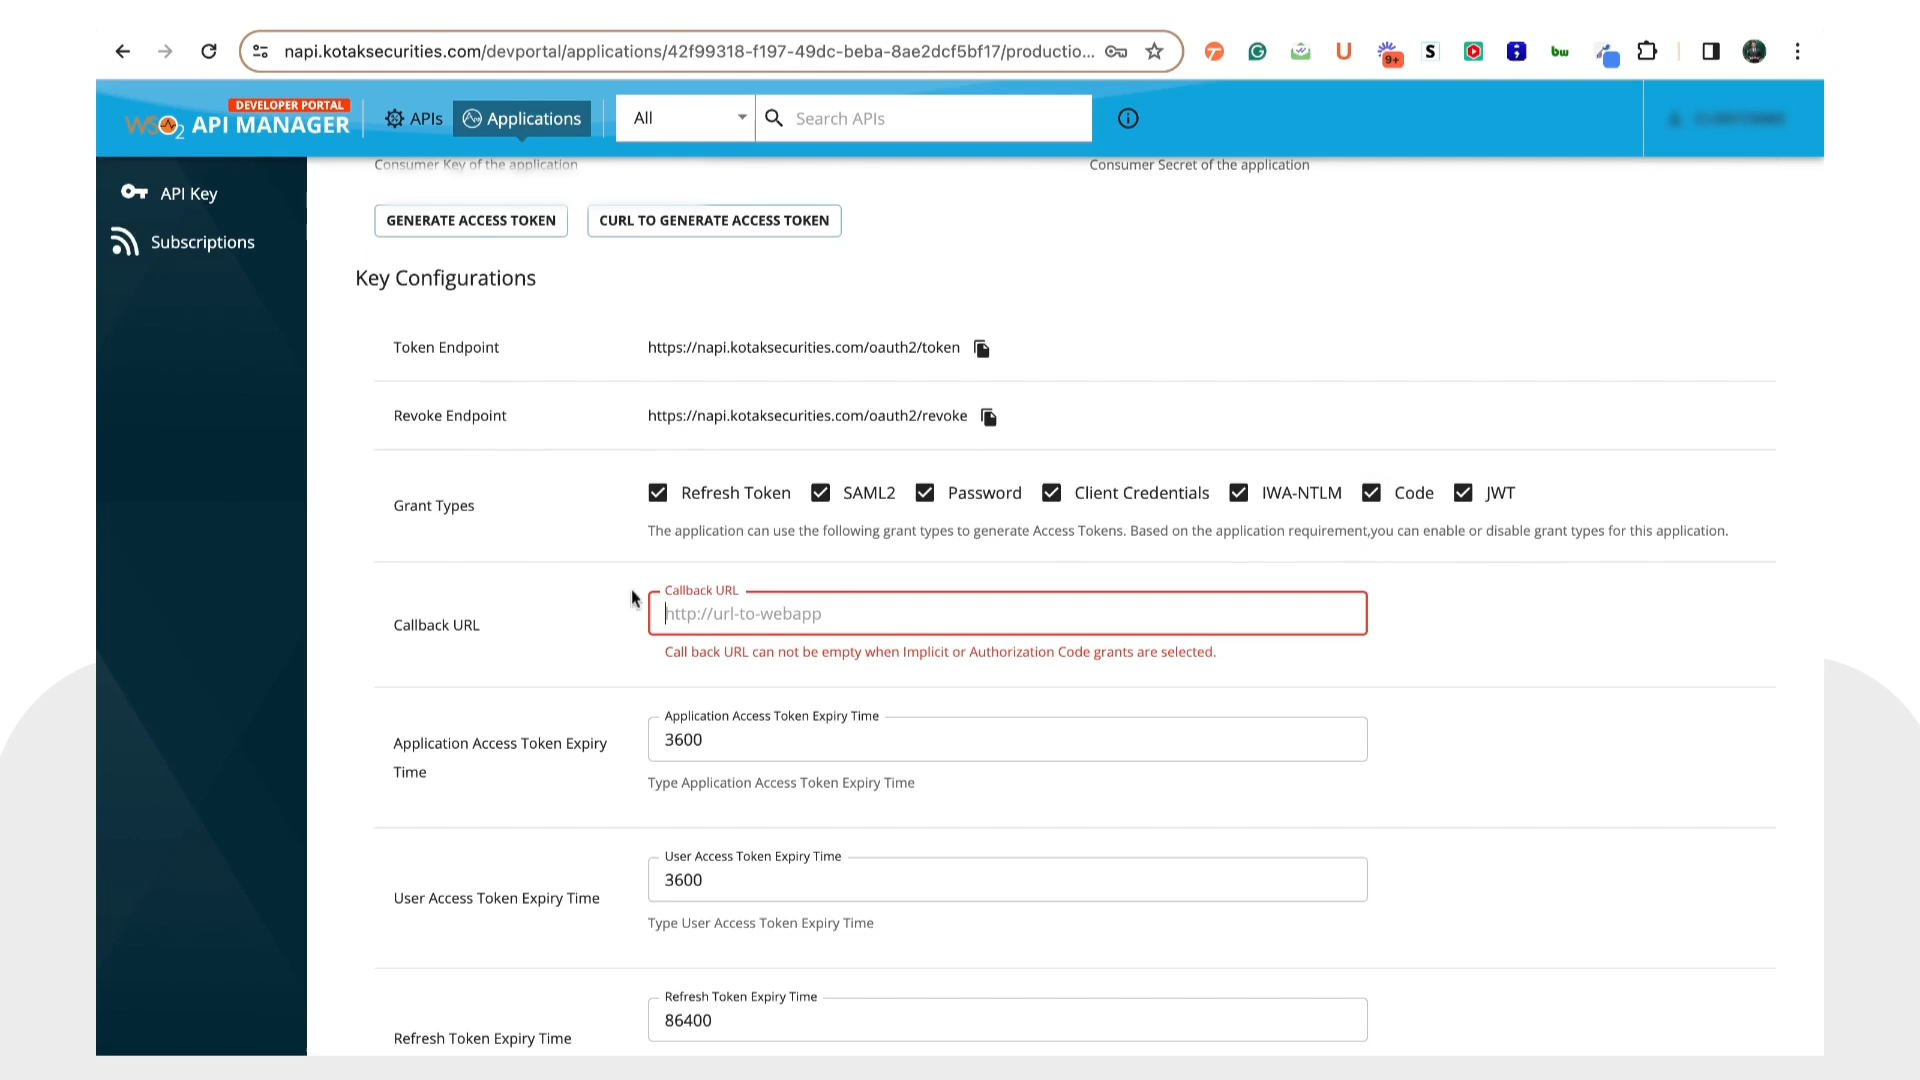 napi.kotaksecurities.com/devportal/applications/42f99318-f197-49dc-beba-8ae2dcf5bf17/productio...
9+
S
bw
DEVELOPER PORTAL
WSO2 API MANAGER
APIs
Applications
All
Search APIs
API Key
Subscriptions
Consumer Key of the application
Consumer Secret of the application
GENERATE ACCESS TOKEN
CURL TO GENERATE ACCESS TOKEN
Key Configurations
Token Endpoint
https://napi.kotaksecurities.com/oauth2/token
Revoke Endpoint
https://napi.kotaksecurities.com/oauth2/revoke
Grant Types
Refresh Token SAML2 Password Client Credentials IWA-NTLM Code JWT
The application can use the following grant types to generate Access Tokens. Based on the application requirement,you can enable or disable grant types for this application.
Callback URL
Callback URL
http://url-to-webapp
Call back URL can not be empty when Implicit or Authorization Code grants are selected.
Application Access Token Expiry
Time
Application Access Token Expiry Time
3600
Type Application Access Token Expiry Time
User Access Token Expiry Time
User Access Token Expiry Time
3600
Type User Access Token Expiry Time
Refresh Token Expiry Time
Refresh Token Expiry Time
86400